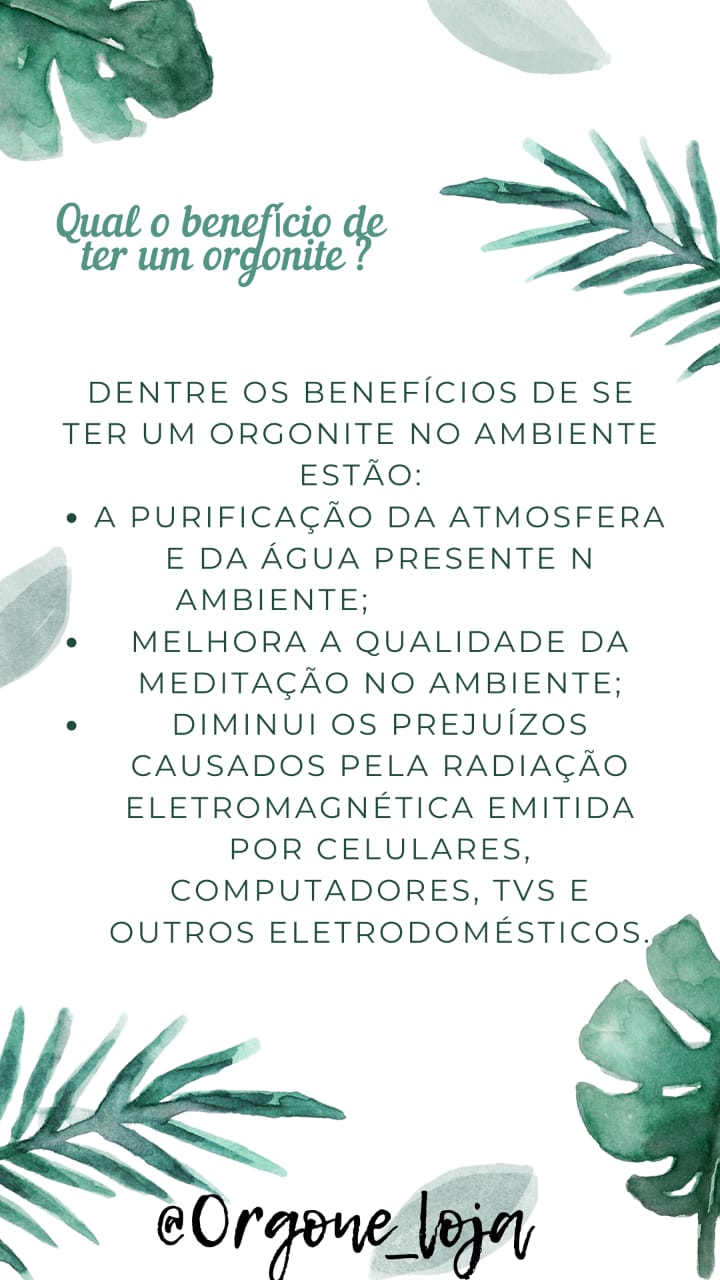 Qual o benefício de
ter um orgonite ?
DENTRE OS BENEFÍCIOS DE SE
TER UM ORGONITE NO AMBIENTE
ESTÃO:
• A PURIFICAÇÃO DA ATMOSFERA
E DA ÁGUA PRESENTE N
AMBIENTE;
• MELHORA A QUALIDADE DA
MEDITAÇÃO NO AMBIENTE;
• DIMINUI OS PREJUÍZOS
CAUSADOS PELA RADIAÇÃO
ELETROMAGNÉTICA EMITIDA
POR CELULARES,
COMPUTADORES, TVS E
OUTROS ELETRODOMÉSTICOS.
@Orgone_loja